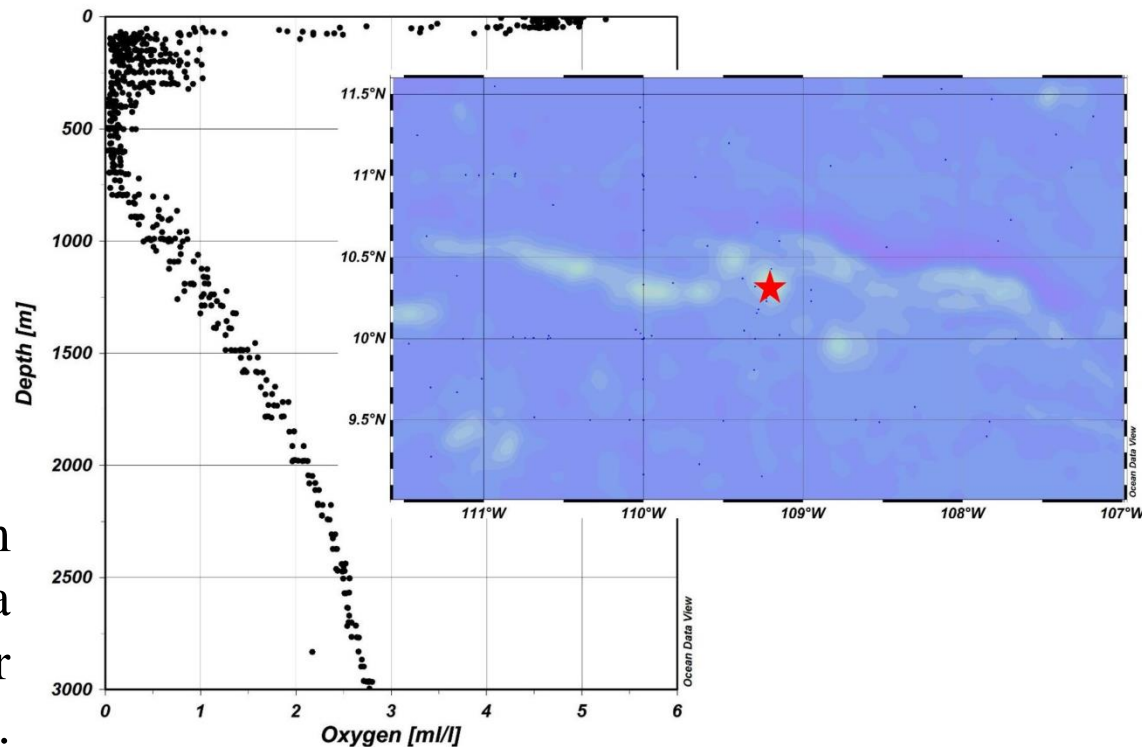 0
500
1000
1500
2000
2500
3000
Depth [m]
0 1 2 3 4 5 6
Oxygen [ml/l]
Ocean Data View
11.5°N
11°N
10.5°N
10°N
9.5°N
111°W 110°W 109°W 108°W 107°W
Ocean Data View
n
a
r
.